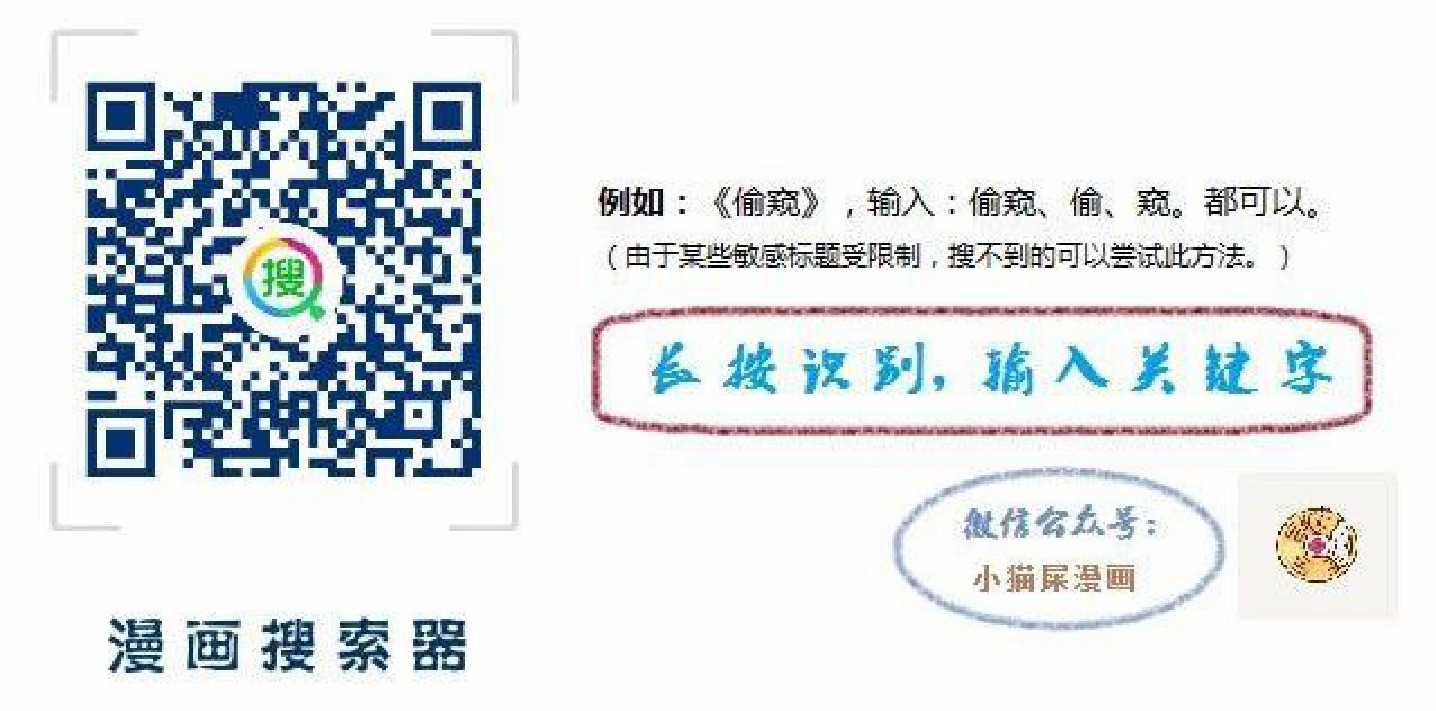 搜
漫画搜索器
例如：《偷窥》，输入：偷窥、偷、窥。都可以。
（由于某些敏感标题受限制，搜不到的可以尝试此方法。）
长按识别，输入关键字
微信公众号：
小猫屎漫画